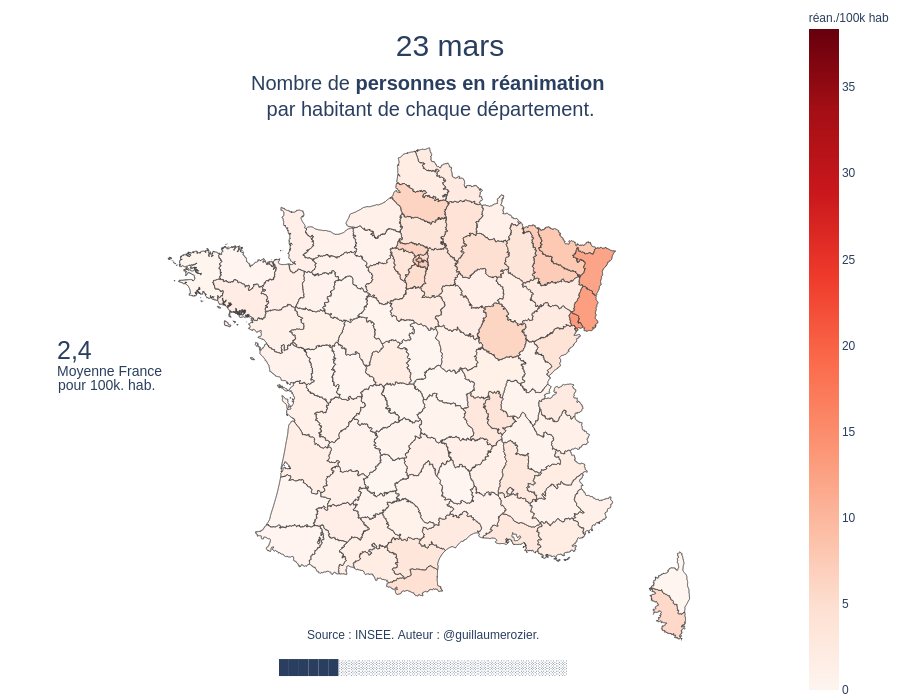 réan./100k hab
23 mars
Nombre de personnes en réanimation
par habitant de chaque département.
35
30
25
20
15
10
5
0
2,4
Moyenne France
pour 100k. hab.
Source : INSEE. Auteur : @guillaumerozier.